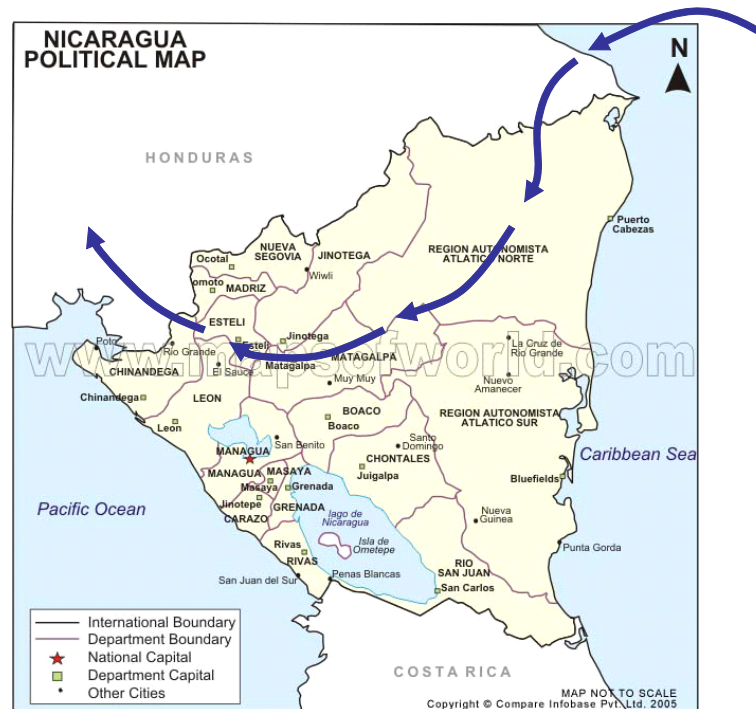 NICARAGUA
POLITICAL MAP
N
HONDURAS
Puerto
Cabezas
NUEVA
SEGOVIA
JINOTEGA
REGION AUTONOMISTA
ATLATICO NORTE
Ocotal
Wiwli
omoto
MADRIZ
ESTELI
Esteli
Jinotega
Poto
Rio Grande
La Cruz de
Rio Grande
www.mapsofworld.com
MATAGALPA
CHINANDEGA
El Sauce
Matagalpa
Muy Muy
Nuevo
Amanecer
Chinandega
LEON
BOACO
REGION AUTONOMISTA
ATLATICO SUR
Leon
Boaco
San Benito
Santo
Domingo
MANAGUA
CHONTALES
Caribbean Sea
MANAGUA
MASAYA
Juigalpa
Masaya
Grenada
Bluefields
Jinotepe
GRENADA
CARAZO
Pacific Ocean
lago de
Nicaragua
Nueva
Guinea
Isla de
Ometepe
Rivas
RIVAS
Punta Gorda
RIO
SAN JUAN
San Juan del Sur
Penas Blancas
San Carlos
International Boundary
Department Boundary
National Capital
Department Capital
Other Cities
COSTA RICA
MAP NOT TO SCALE
Copyright © Compare Infobase Pvt. Ltd. 2005